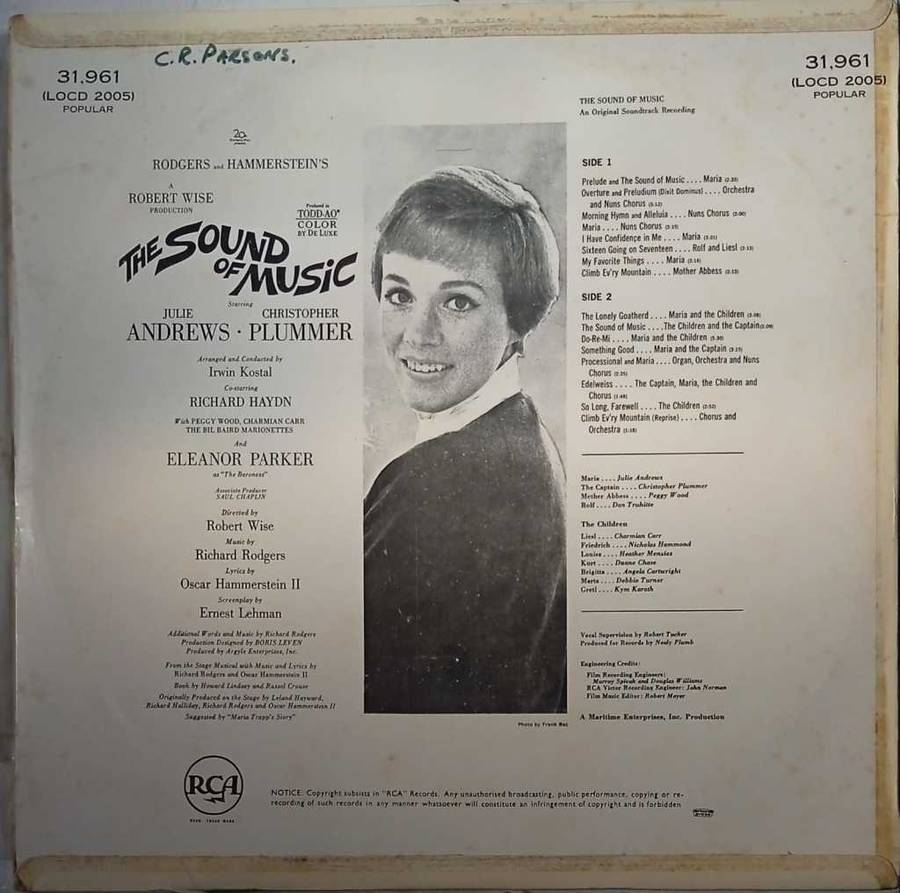 C.R. PARSONS.
31,961
(LOCD 2005)
POPULAR
31,961
(LOCD 2005)
POPULAR
RODGERS and HAMMERSTEIN'S
A
ROBERT WISE
PRODUCTION
Produced in
TODD-AO®
COLOR
BY DE LUXE
THE SOUND
OF MUSIC
Starring
JULIE CHRISTOPHER
ANDREWS · PLUMMER
Arranged and Conducted by
Irwin Kostal
Co-starring
RICHARD HAYDN
With PEGGY WOOD, CHARMIAN CARR
THE BIL BAIRD MARIONETTES
And
ELEANOR PARKER
as "The Baroness"
Associate Producer
SAUL CHAPLIN
Directed by
Robert Wise
Music by
Richard Rodgers
Lyrics by
Oscar Hammerstein II
Screenplay by
Ernest Lehman
Additional Words and Music by Richard Rodgers
Production Designed by BORIS LEVEN
Produced by Argyle Enterprises, Inc.
From the Stage Musical with Music and Lyrics by
Richard Rodgers and Oscar Hammerstein II
Book by Howard Lindsay and Russel Crouse
Originally Produced on the Stage by Leland Hayward,
Richard Halliday, Richard Rodgers and Oscar Hammerstein II
Suggested by "Maria Trapp's Story"
THE SOUND OF MUSIC
An Original Soundtrack Recording
SIDE 1
Prelude and The Sound of Music . . . . Maria
Overture and Preludium (Dixit Dominus) . . . . Orchestra
and Nuns Chorus
Morning Hymn and Alleluia . . . . Nuns Chorus
Maria . . . . Nuns Chorus
I Have Confidence in Me . . . . Maria
Sixteen Going on Seventeen . . . . Rolf and Liesl
My Favorite Things . . . . Maria
Climb Ev'ry Mountain . . . . Mother Abbess
SIDE 2
The Lonely Goatherd . . . . Maria and the Children
The Sound of Music . . . . The Children and the Captain
Do-Re-Mi . . . . Maria and the Children
Something Good . . . . Maria and the Captain
Processional and Maria . . . . Organ, Orchestra and Nuns
Chorus
Edelweiss . . . . The Captain, Maria, the Children and
Chorus
So Long, Farewell . . . . The Children
Climb Ev'ry Mountain (Reprise) . . . . Chorus and
Orchestra
Maria . . . . Julie Andrews
The Captain . . . . Christopher Plummer
Mother Abbess . . . . Peggy Wood
Rolf . . . . Dan Truhitte
The Children
Liesl . . . . Charmian Carr
Friedrich . . . . Nicholas Hammond
Louisa . . . . Heather Menzies
Kurt . . . . Duane Chase
Brigitta . . . . Angela Cartwright
Marta . . . . Debbie Turner
Gretl . . . . Kym Karath
Vocal Supervision by Robert Tucker
Produced for Records by Neely Plumb
Engineering Credits:
Film Recording Engineers:
Murray Spivak and Douglas Williams
RCA Victor Recording Engineer: John Norman
Film Music Editor: Robert Mayer
A Maritime Enterprises, Inc. Production
Photo by Frank Bez
RCA
NOTICE: Copyright subsists in "RCA" Records. Any unauthorised broadcasting, public performance, copying or re-
recording of such records in any manner whatsoever will constitute an infringement of copyright and is forbidden